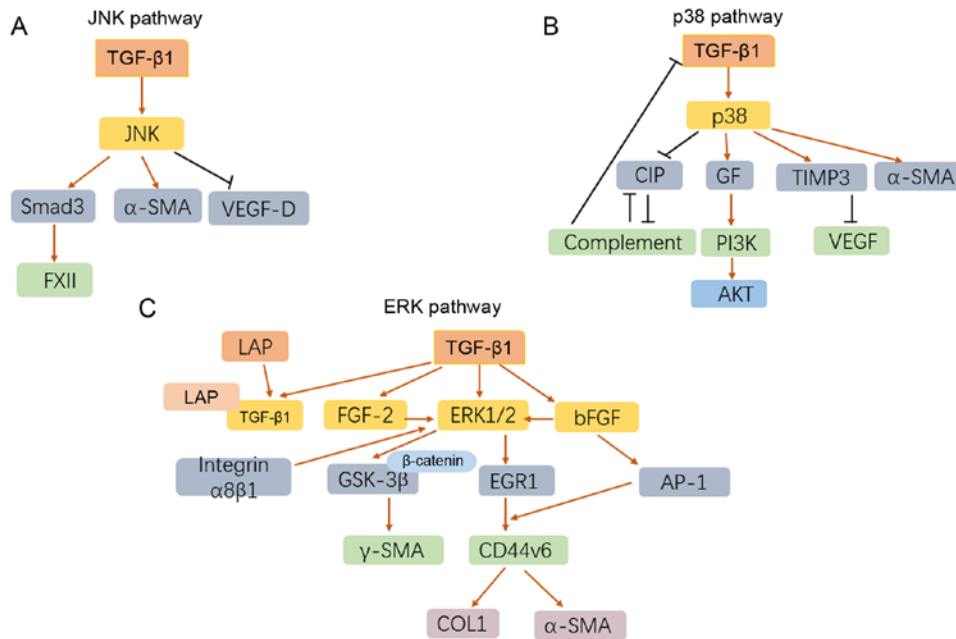 A
JNK pathway
TGF-β1
JNK
Smad3
α-SMA
VEGF-D
FXII
B
p38 pathway
TGF-β1
p38
CIP
GF
TIMP3
α-SMA
Complement
PI3K
VEGF
AKT
C
ERK pathway
LAP
TGF-β1
LAP
TGF-β1
FGF-2
ERK1/2
bFGF
Integrin
α8β1
β-catenin
GSK-3β
EGR1
AP-1
γ-SMA
CD44v6
COL1
α-SMA